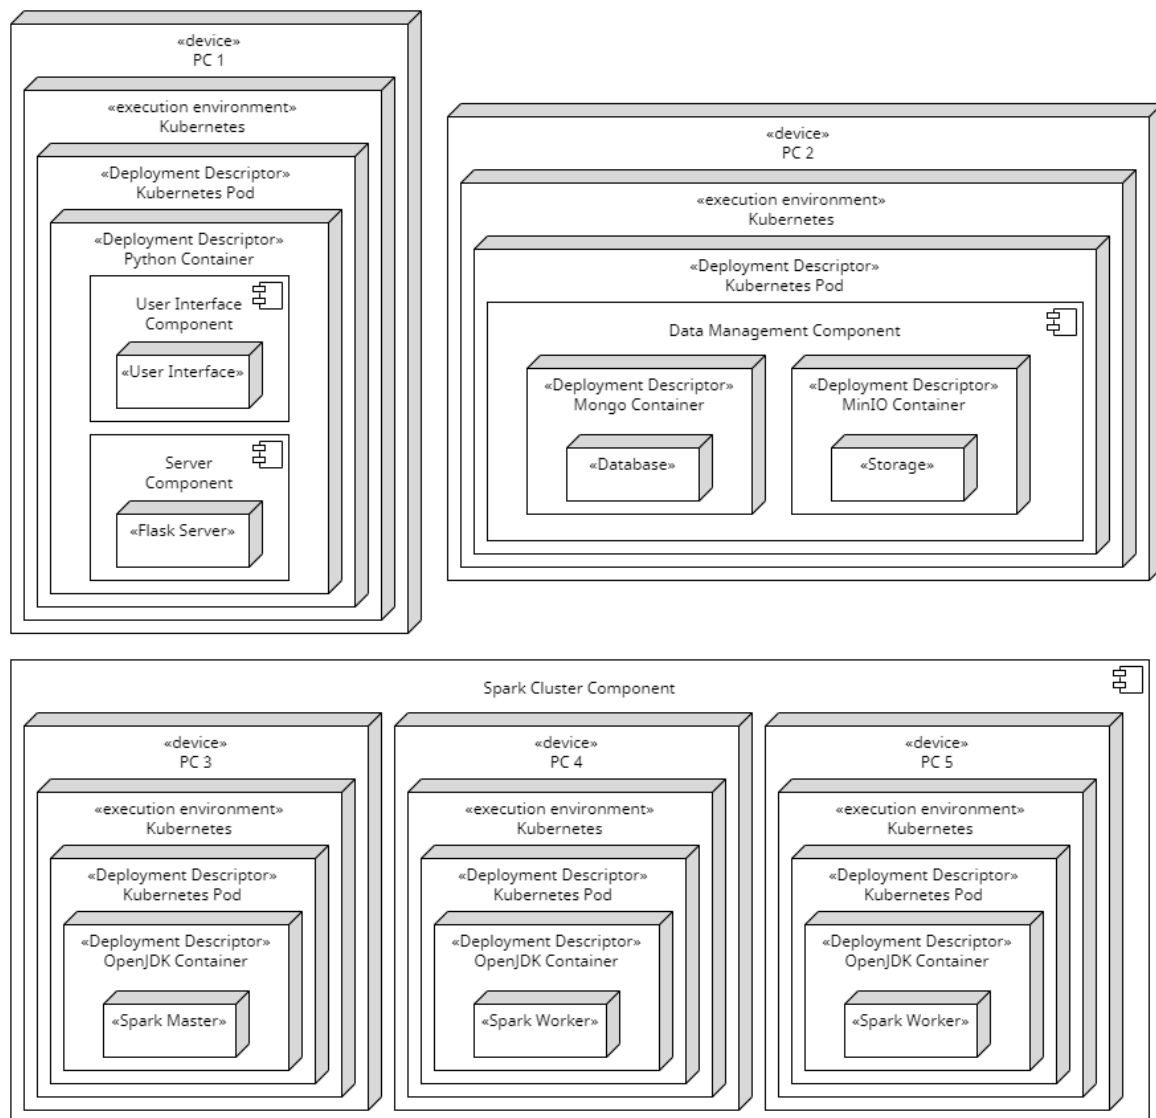 «device»
PC 1
«execution environment»
Kubernetes
«Deployment Descriptor»
Kubernetes Pod
«Deployment Descriptor»
Python Container
User Interface
Component
«User Interface»
Server
Component
«Flask Server»
«device»
PC 2
«execution environment»
Kubernetes
«Deployment Descriptor»
Kubernetes Pod
Data Management Component
«Deployment Descriptor»
Mongo Container
«Database»
«Deployment Descriptor»
MinIO Container
«Storage»
Spark Cluster Component
«device»
PC 3
«execution environment»
Kubernetes
«Deployment Descriptor»
Kubernetes Pod
«Deployment Descriptor»
OpenJDK Container
«Spark Master»
«device»
PC 4
«execution environment»
Kubernetes
«Deployment Descriptor»
Kubernetes Pod
«Deployment Descriptor»
OpenJDK Container
«Spark Worker»
«device»
PC 5
«execution environment»
Kubernetes
«Deployment Descriptor»
Kubernetes Pod
«Deployment Descriptor»
OpenJDK Container
«Spark Worker»